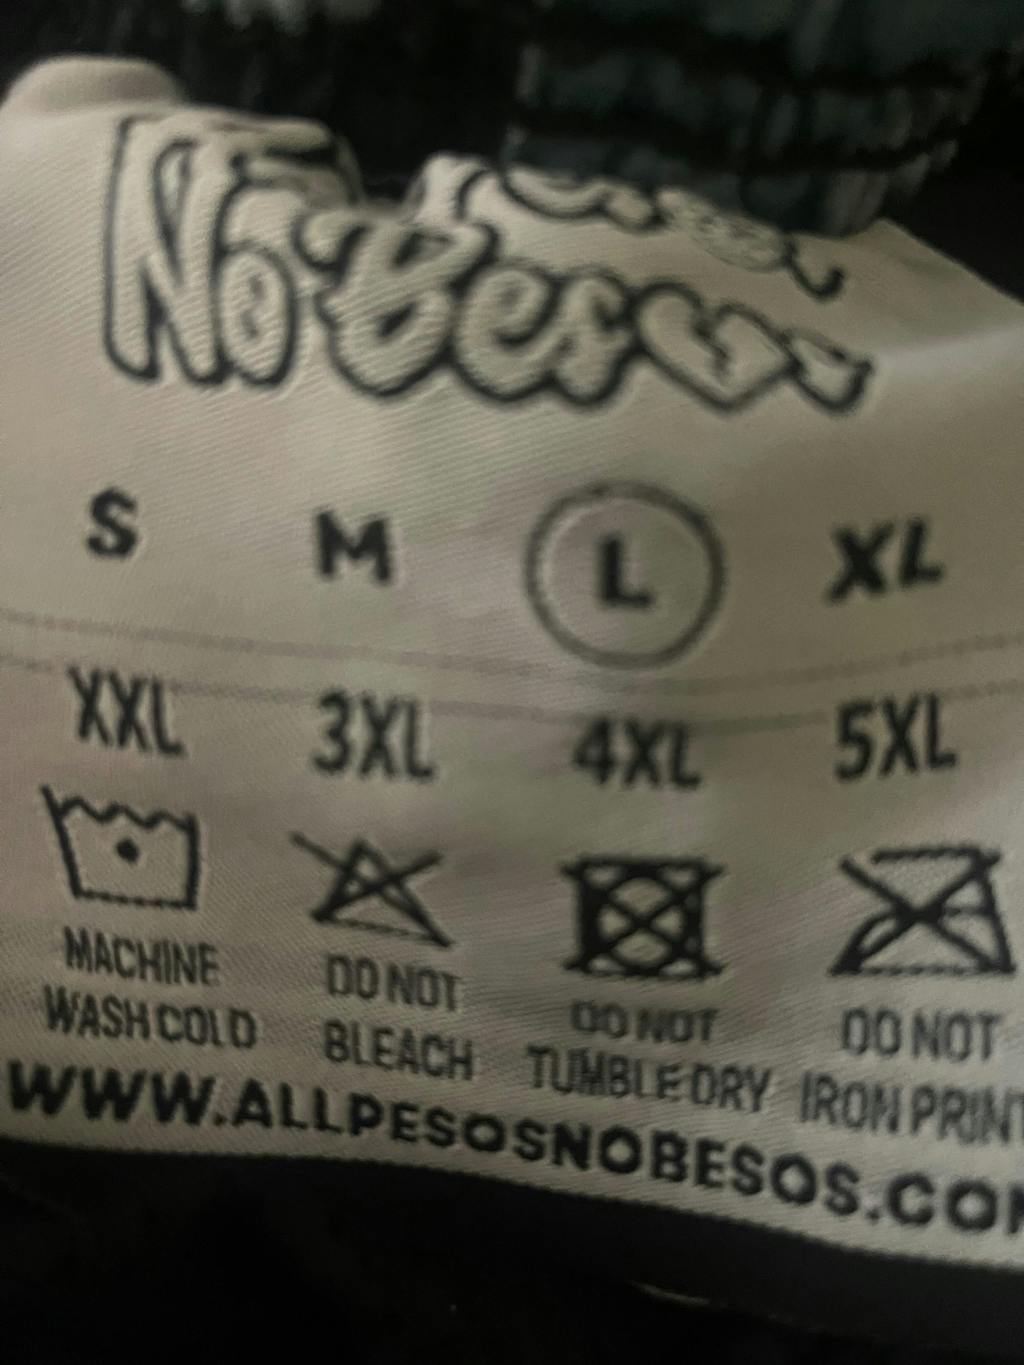 No Besos
S M L XL
XXL 3XL 4XL 5XL
MACHINE WASH COLD
DO NOT BLEACH
DO NOT TUMBLE DRY
DO NOT IRON PRINT
WWW.ALLPESOSNOBESOS.COM